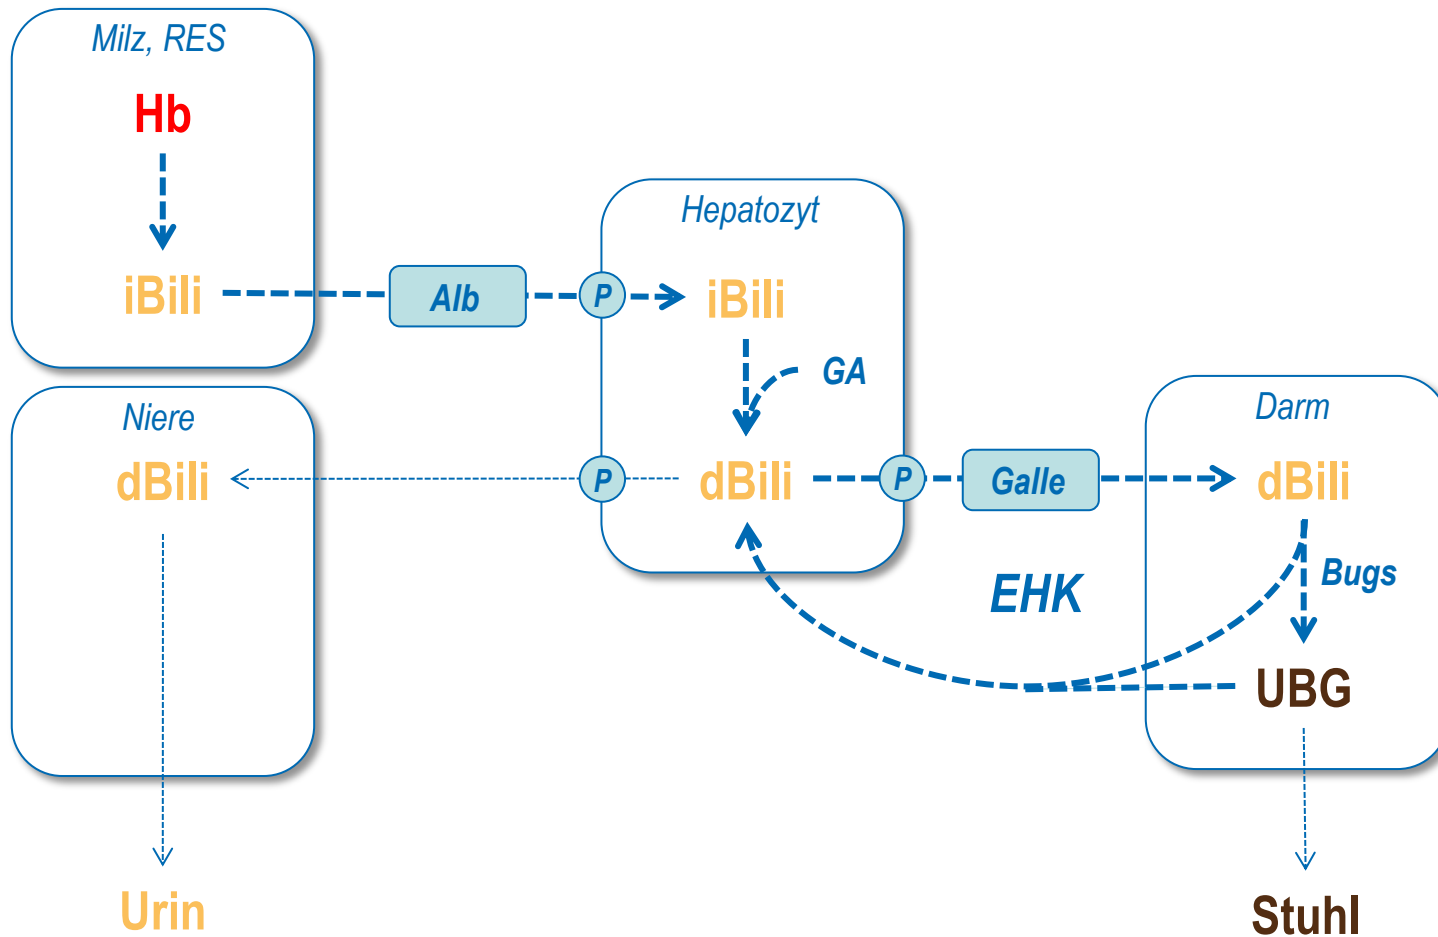 Milz, RES
Hb
iBili
Alb
P
Hepatozyt
iBili
GA
dBili
Niere
dBili
P
P
Galle
Darm
dBili
Bugs
EHK
UBG
Urin
Stuhl